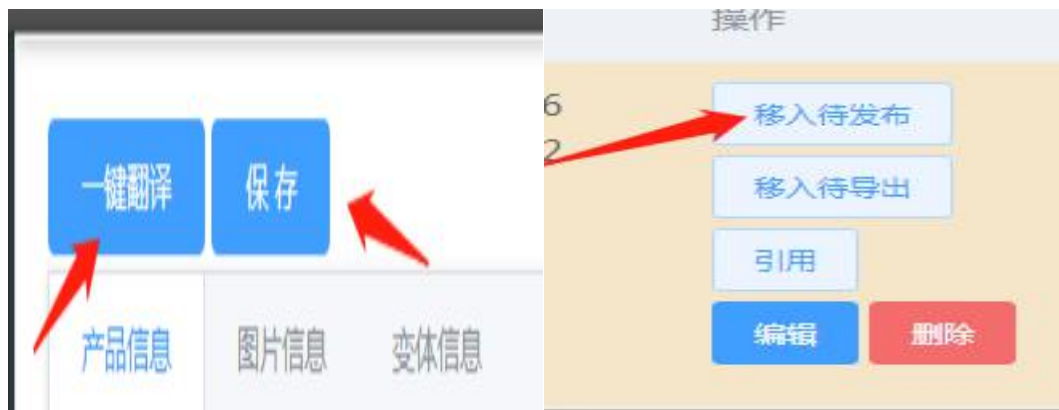 一键翻译 保存
产品信息 图片信息 变体信息
操作
6
2
移入待发布
移入待导出
引用
编辑 删除